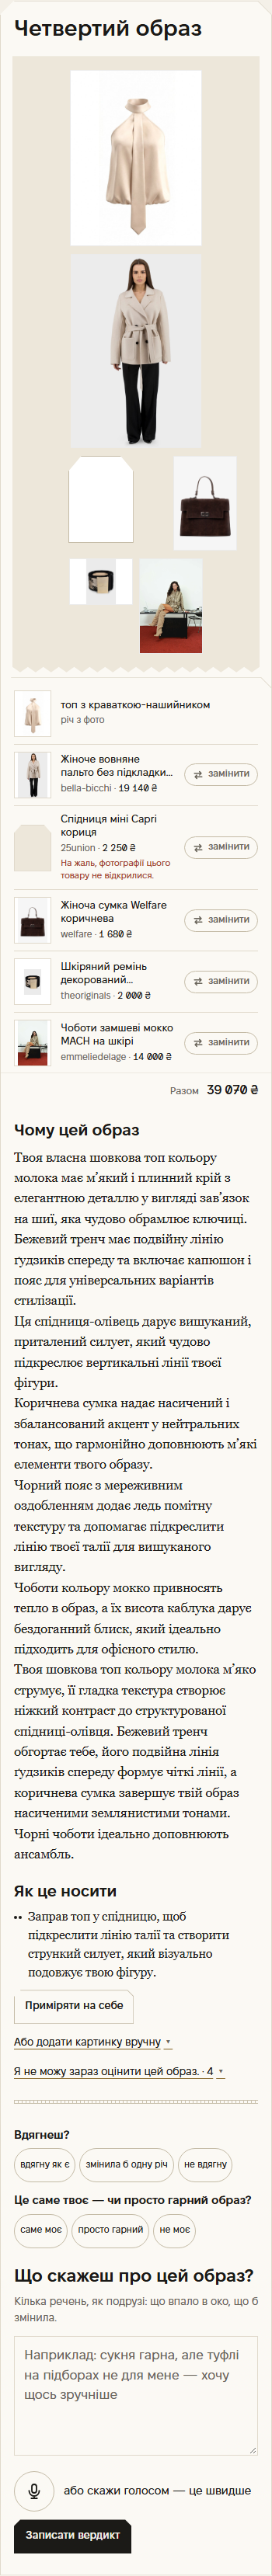 Четвертий образ
топ з краваткою-нашийником
річ з фото
Жіноче вовняне
пальто без підкладки...
bella-bicchi · 19 140 ₴
замінити
Спідниця міні Capri
кориця
25union · 2 250 ₴
На жаль, фотографії цього
товару не відкрилися.
замінити
Жіноча сумка Welfare
коричнева
welfare · 1 680 ₴
замінити
Шкіряний ремінь
декорований...
theoriginals · 2 000 ₴
замінити
Чоботи замшеві мокко
MACH на шкірі
emmeliedelage · 14 000 ₴
замінити
Разом 39 070 ₴
Чому цей образ
Твоя власна шовкова топ кольору
молока має м’який і плинний крій з
елегантною деталлю у вигляді зав’язок
на шиї, яка чудово обрамлює ключиці.
Бежевий тренч має подвійну лінію
ґудзиків спереду та включає капюшон і
пояс для універсальних варіантів
стилізації.
Ця спідниця-олівець дарує вишуканий,
приталений силует, який чудово
підкреслює вертикальні лінії твоєї
фігури.
Коричнева сумка надає насичений і
збалансований акцент у нейтральних
тонах, що гармонійно доповнюють м’які
елементи твого образу.
Чорний пояс з мереживним
оздобленням додає ледь помітну
текстуру та допомагає підкреслити
лінію твоєї талії для вишуканого
вигляду.
Чоботи кольору мокко привносять
тепло в образ, а їх висота каблука дарує
бездоганний блиск, який ідеально
підходить для офісного стилю.
Твоя шовкова топ кольору молока м’яко
струмує, її гладка текстура створює
ніжкий контраст до структурованої
спідниці-олівця. Бежевий тренч
обгортає тебе, його подвійна лінія
ґудзиків спереду формує чіткі лінії, а
коричнева сумка завершує твій образ
насиченими землянистими тонами.
Чорні чоботи ідеально доповнюють
ансамбль.
Як це носити
Заправ топ у спідницю, щоб
підкреслити лінію талії та створити
стрункий силует, який візуально
подовжує твою фігуру.
Приміряти на себе
Або додати картинку вручну
Я не можу зараз оцінити цей образ. · 4
Вдягнеш?
вдягну як є
змінила б одну річ
не вдягну
Це саме твоє — чи просто гарний образ?
саме моє
просто гарний
не моє
Що скажеш про цей образ?
Кілька речень, як подрузі: що впало в око, що б
змінила.
Наприклад: сукня гарна, але туфлі
на підборах не для мене — хочу
щось зручніше
або скажи голосом — це швидше
Записати вердикт